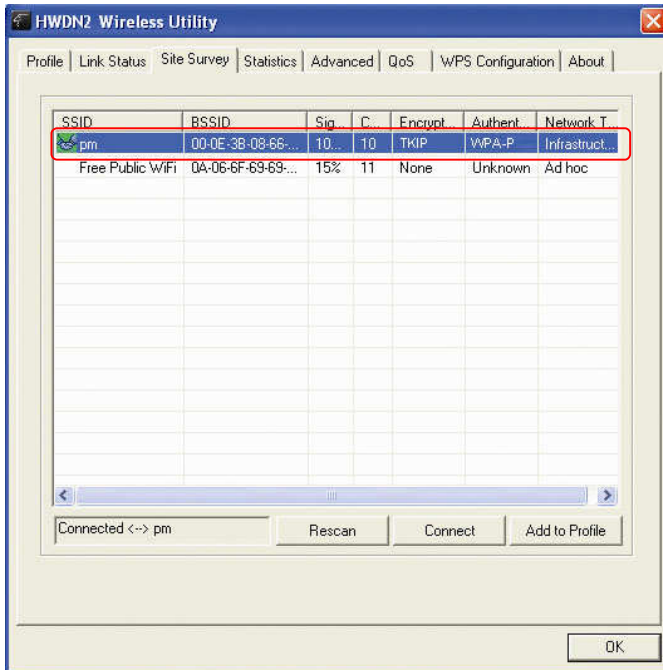 HWDN2 Wireless Utility
Profile Link Status Site Survey Statistics Advanced QoS WPS Configuration About
SSID BSSID Sig... C... Encrypt... Authent... Network T...
pm 00-0E-3B-08-66-... 10... 10 TKIP WPA-P Infrastruct...
Free Public WiFi 0A-06-6F-69-69-... 15% 11 None Unknown Ad hoc
Connected <--> pm Rescan Connect Add to Profile
OK